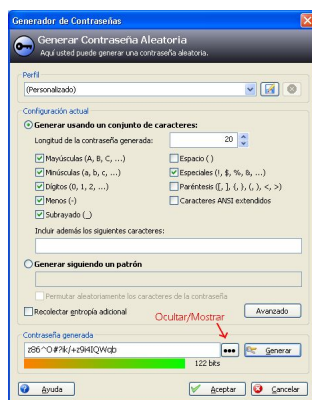 Generador de Contraseñas
Generar Contraseña Aleatoria
Aquí usted puede generar una contraseña aleatoria.
Perfil
(Personalizado)
Configuración actual
Generar usando un conjunto de caracteres:
Longitud de la contraseña generada: 20
Mayúsculas (A, B, C, ...)
Espacio ( )
Minúsculas (a, b, c, ...)
Especiales (!, $, %, &, ...)
Dígitos (0, 1, 2, ...)
Paréntesis ([, ], {, }, (, ), <, >)
Menos (-)
Caracteres ANSI extendidos
Subrayado (_)
Incluir además los siguientes caracteres:
Generar siguiendo un patrón
Permutar aleatoriamente los caracteres de la contraseña
Recolectar entropía adicional
Avanzado
Ocultar/Mostrar
Contraseña generada
z86^O#?ik/+z9i4IQWqb
Generar
122 bits
Ayuda
Aceptar
Cancelar